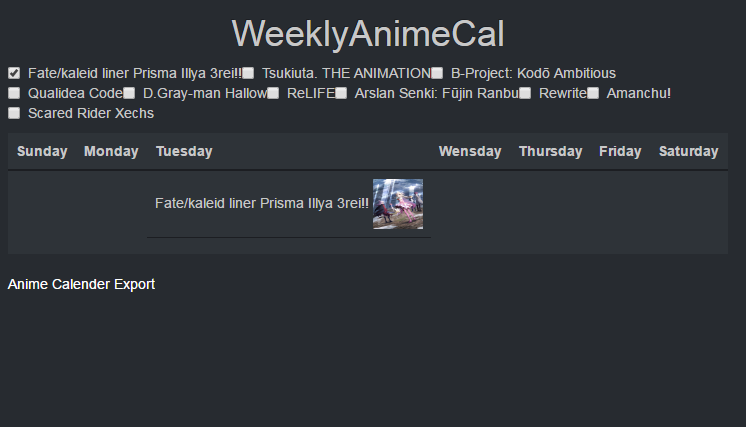 WeeklyAnimeCal
Fate/kaleid liner Prisma Illya 3rei!! Tsukiuta. THE ANIMATION B-Project: Kodō Ambitious
Qualidea Code D.Gray-man Hallow ReLIFE Arslan Senki: Fūjin Ranbu Rewrite Amanchu!
Scared Rider Xechs
Sunday Monday Tuesday Wensday Thursday Friday Saturday
Fate/kaleid liner Prisma Illya 3rei!!
Anime Calender Export